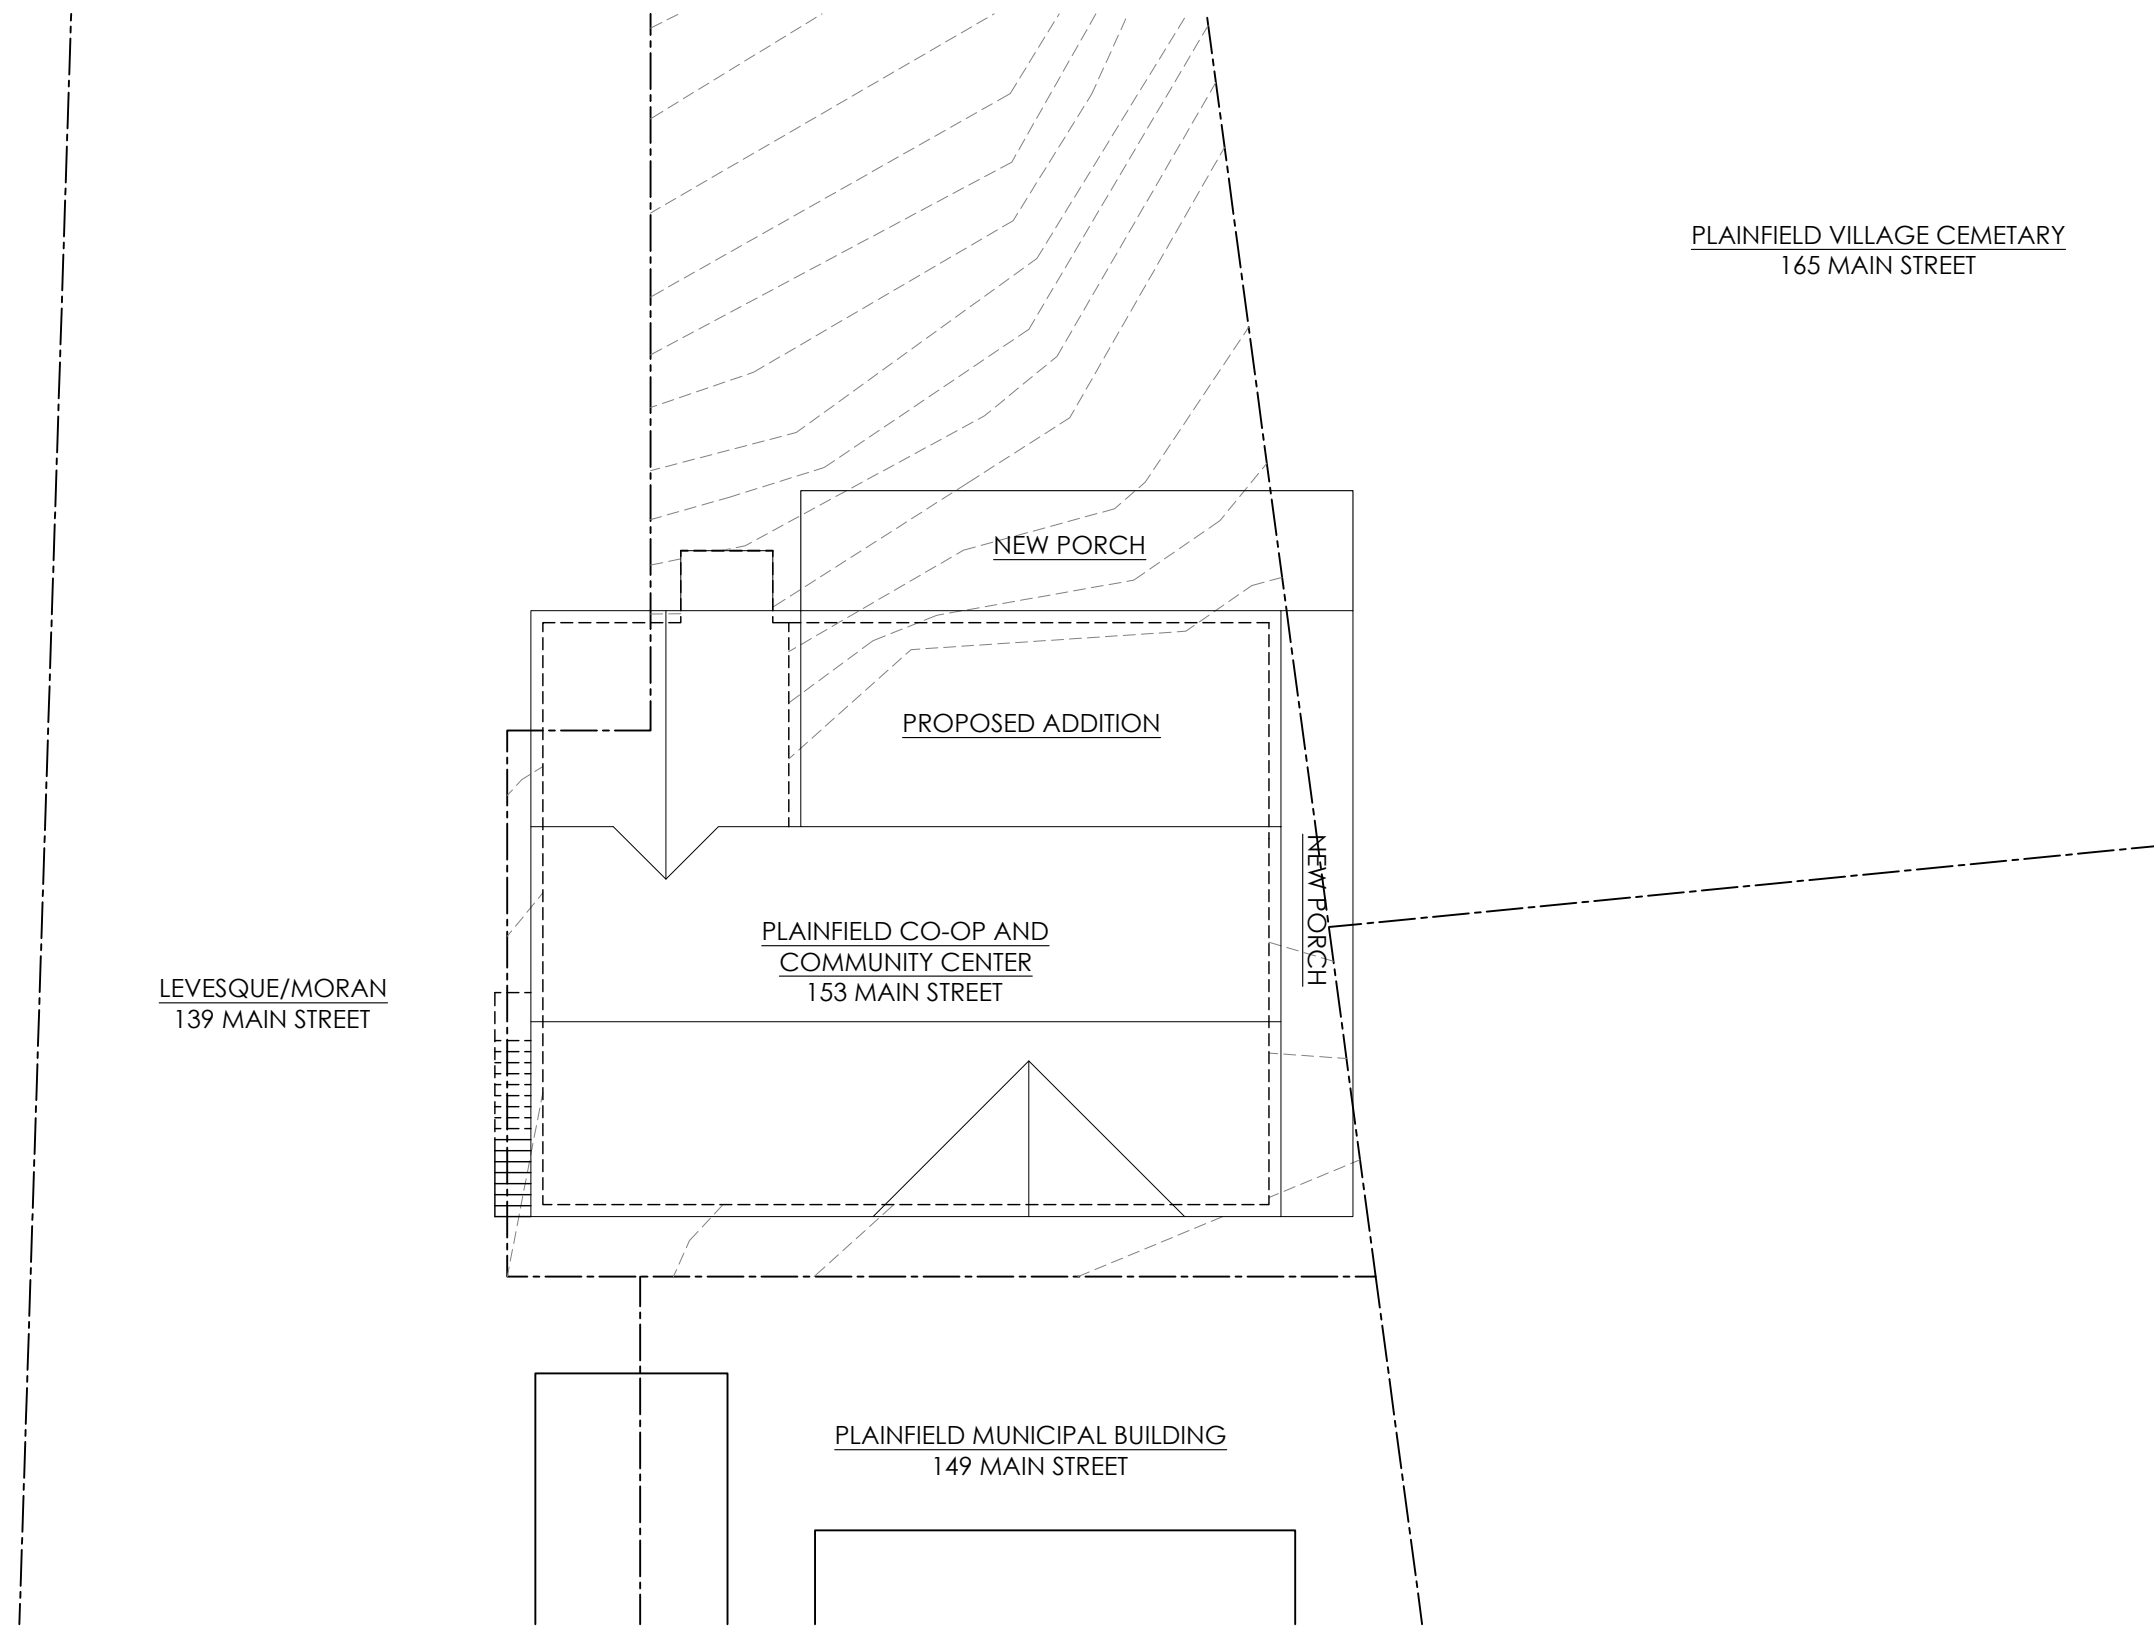 PLAINFIELD VILLAGE CEMETARY
165 MAIN STREET
NEW PORCH
PROPOSED ADDITION
NEW PORCH
PLAINFIELD CO-OP AND
COMMUNITY CENTER
153 MAIN STREET
LEVESQUE/MORAN
139 MAIN STREET
PLAINFIELD MUNICIPAL BUILDING
149 MAIN STREET